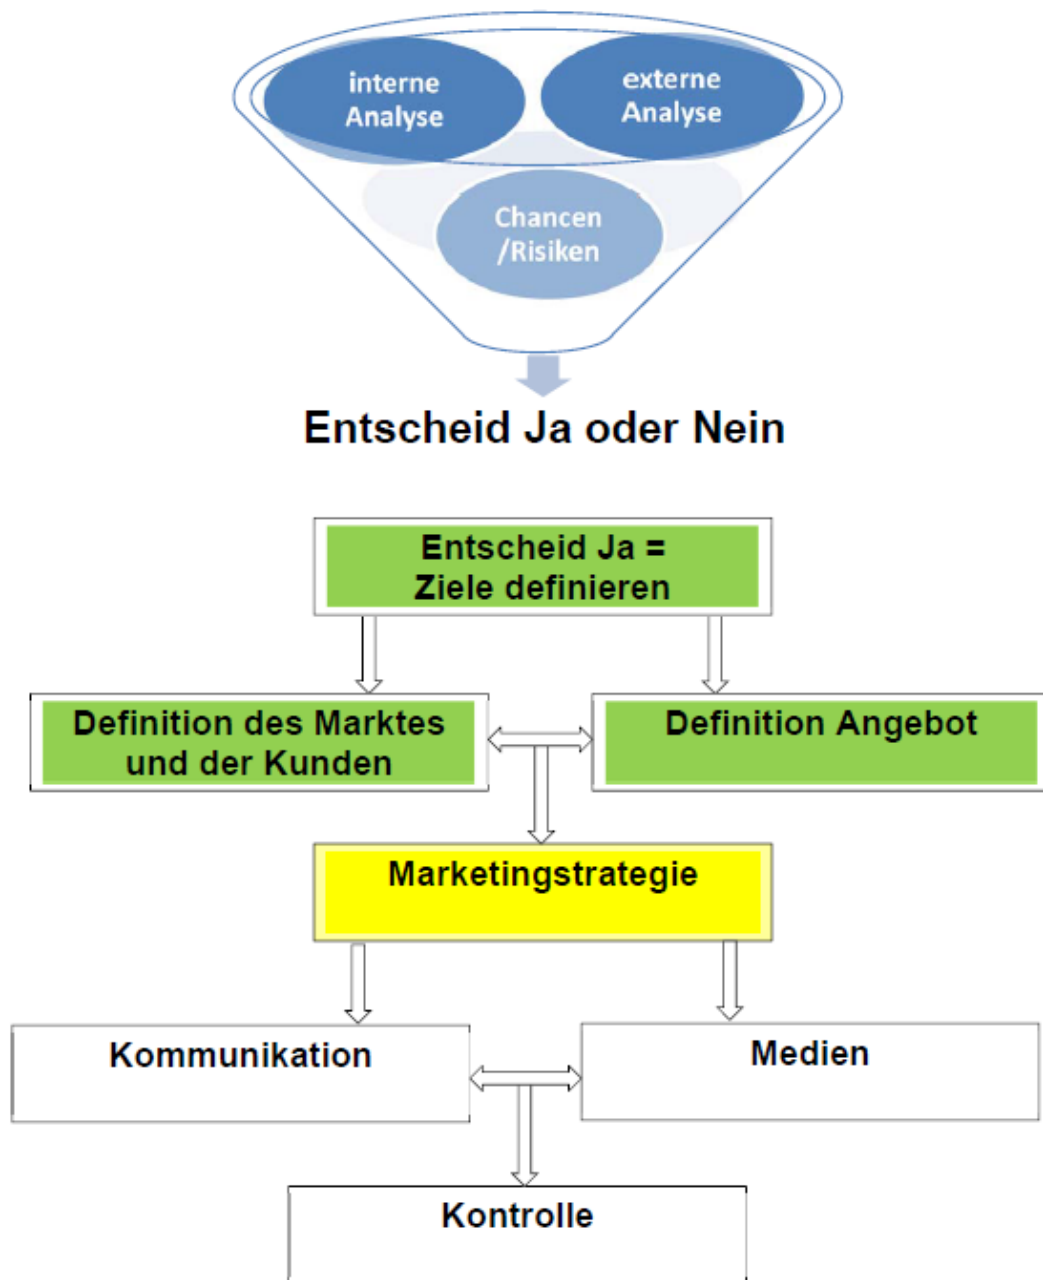 interne
Analyse
externe
Analyse
Chancen
/Risiken
Entscheid Ja oder Nein
Entscheid Ja =
Ziele definieren
Definition des Marktes
und der Kunden
Definition Angebot
Marketingstrategie
Kommunikation
Medien
Kontrolle